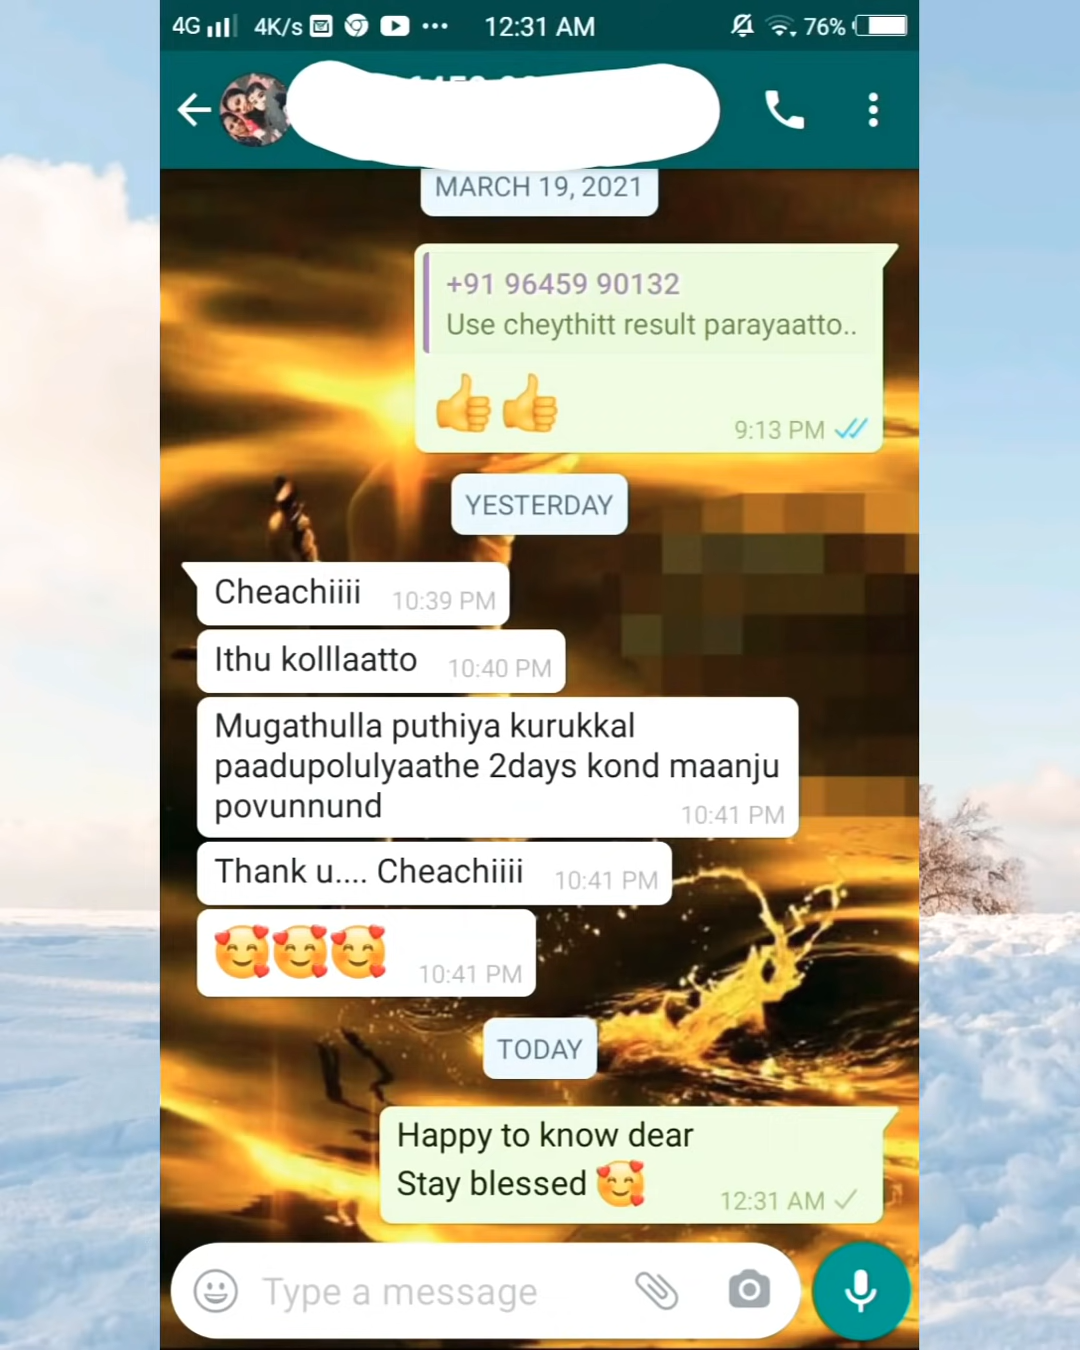 4G 4K/s 12:31 AM 76%
MARCH 19, 2021
+91 96459 90132
Use cheythitt result parayaatto..
👍👍
9:13 PM
YESTERDAY
Cheachiiii 10:39 PM
Ithu kolllaatto 10:40 PM
Mugathulla puthiya kurukkal
paadupolulyaathe 2days kond maanju
povunnund 10:41 PM
Thank u.... Cheachiiii 10:41 PM
🥰🥰🥰 10:41 PM
TODAY
Happy to know dear
Stay blessed 🥰 12:31 AM
Type a message